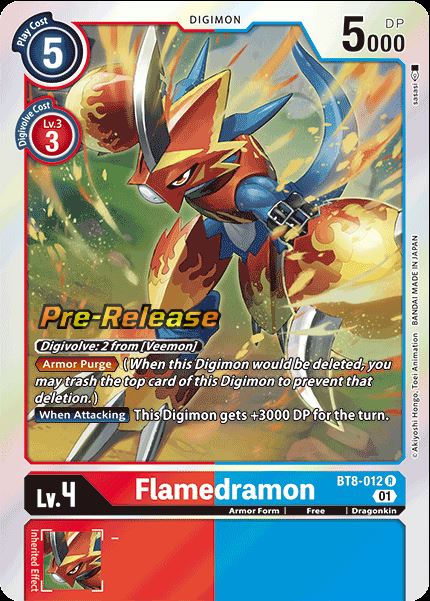 DIGIMON
Play Cost
5
DP
5000
Digivolve Cost
Lv.3
3
sasasi
Pre-Release
Digivolve: 2 from [Veemon]
Armor Purge (When this Digimon would be deleted, you
may trash the top card of this Digimon to prevent that
deletion.)
When Attacking This Digimon gets +3000 DP for the turn.
© Akiyoshi Hongo, Toei Animation BANDAI MADE IN JAPAN
Lv.4
Flamedramon
BT8-012 R
01
Armor Form | Free | Dragonkin
Inherited Effect
-